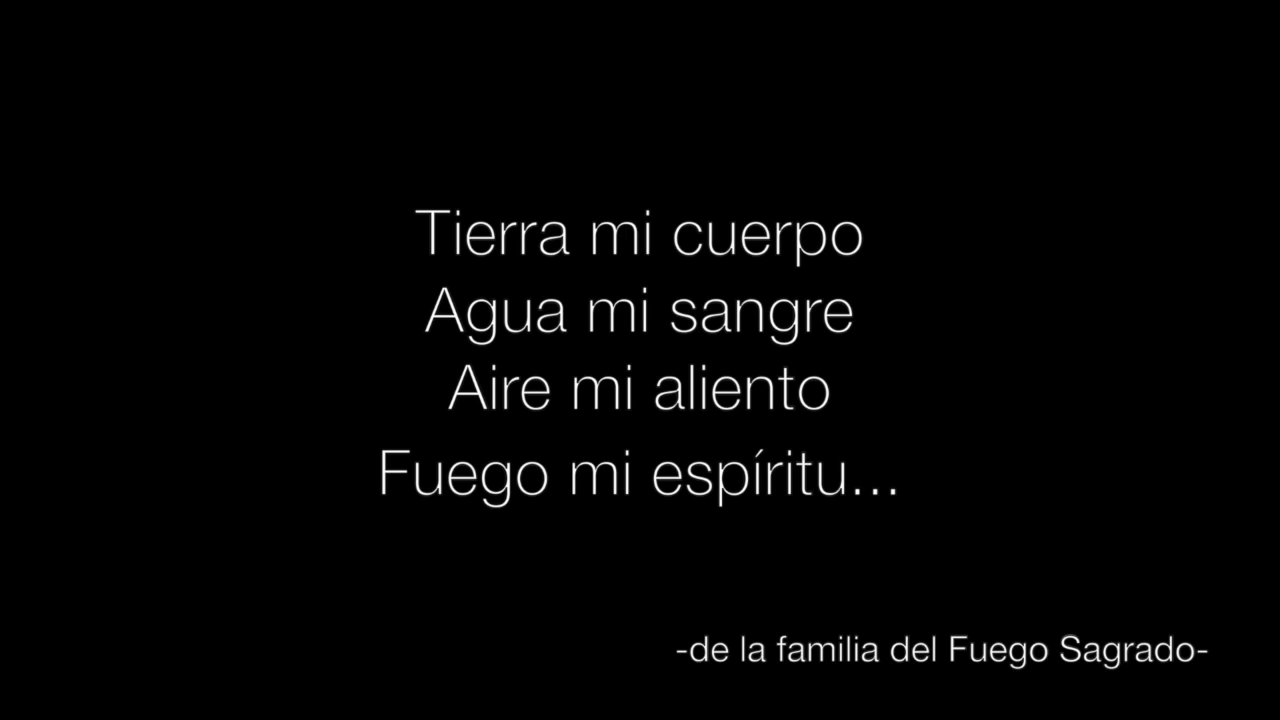 Tierra mi cuerpo
Agua mi sangre
Aire mi aliento
Fuego mi espíritu...
-de la familia del Fuego Sagrado-